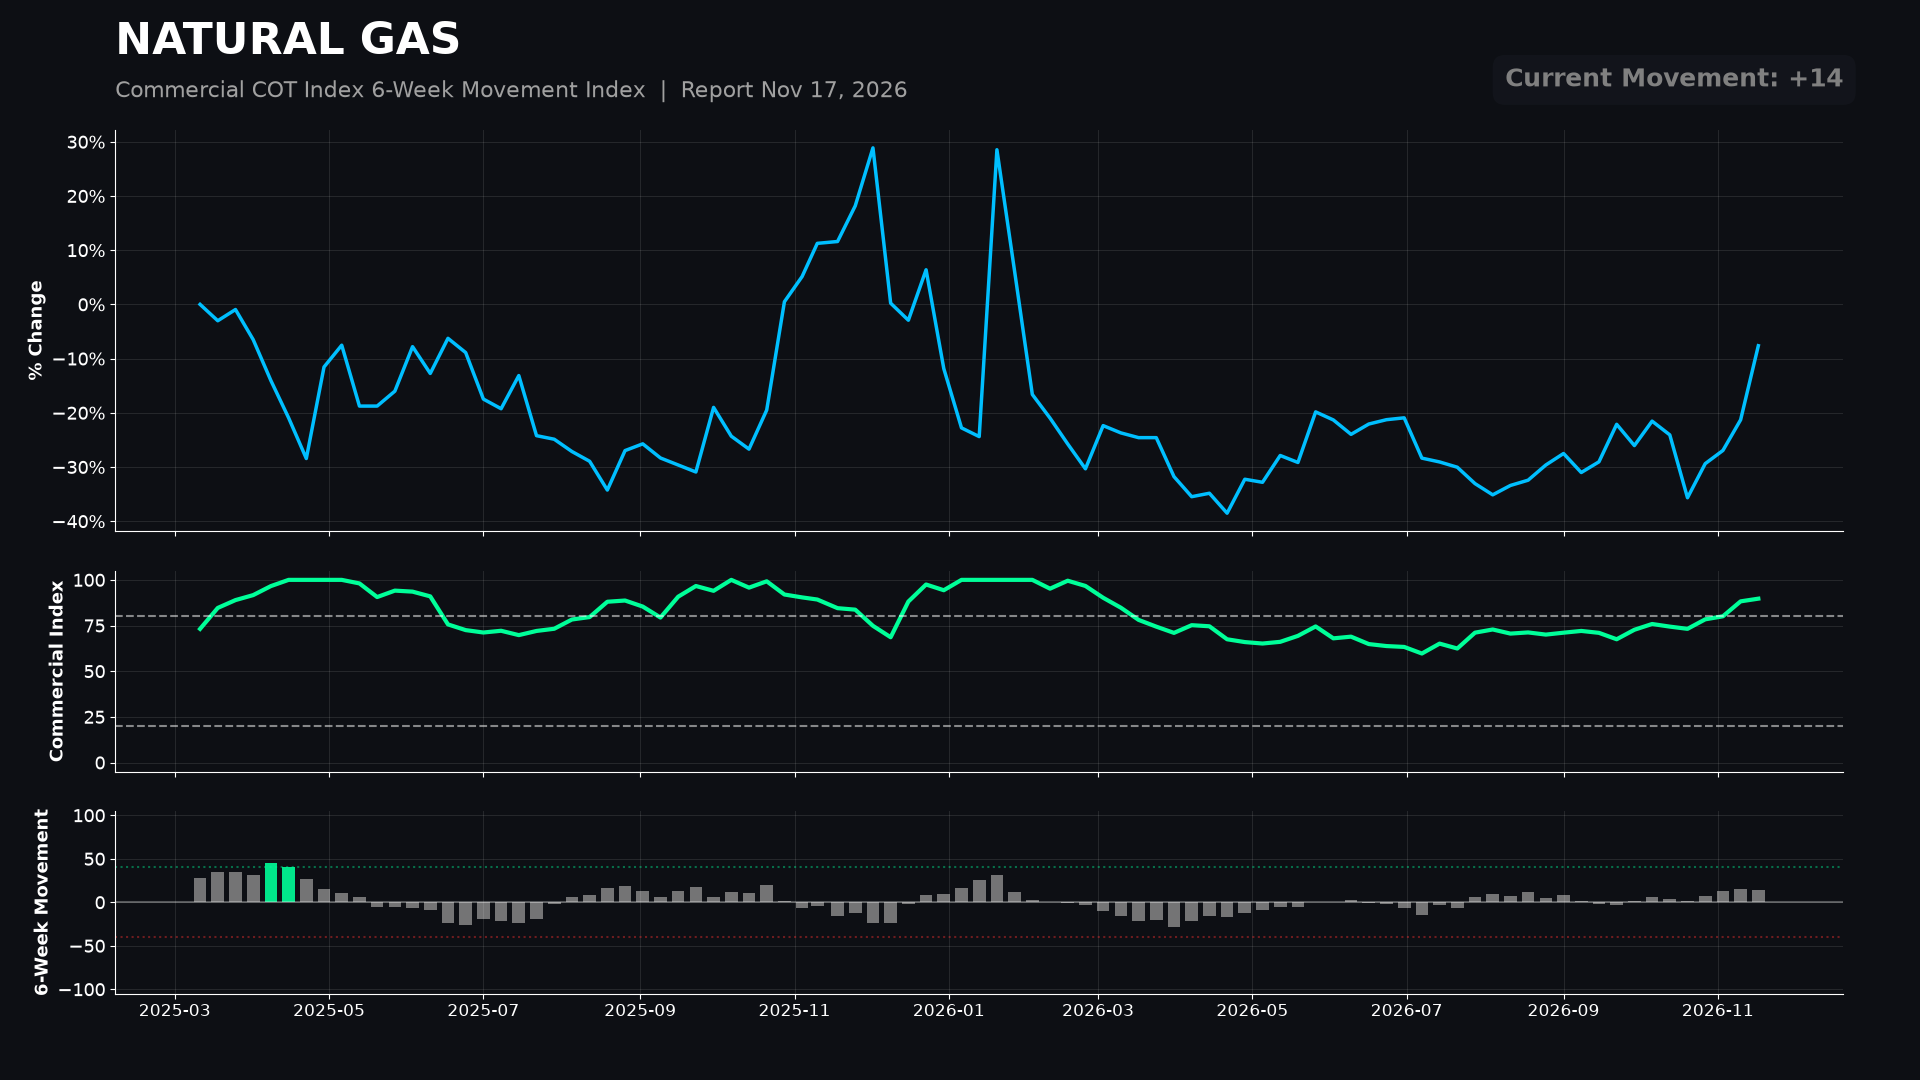 NATURAL GAS
Commercial COT Index 6-Week Movement Index | Report Nov 17, 2026
Current Movement: +14
% Change
30%
20%
10%
0%
−10%
−20%
−30%
−40%
Commercial Index
100
75
50
25
0
6-Week Movement
100
50
0
−50
−100
2025-03 2025-05 2025-07 2025-09 2025-11 2026-01 2026-03 2026-05 2026-07 2026-09 2026-11